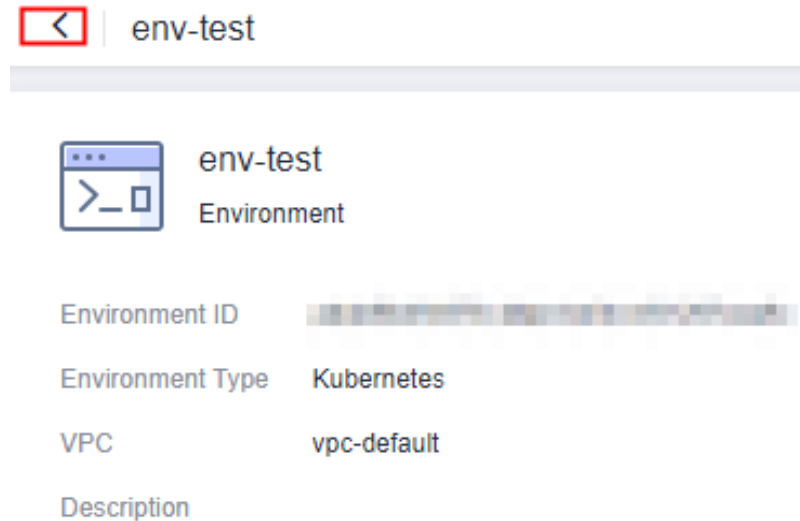 env-test
env-test
Environment
Environment ID
Environment Type Kubernetes
VPC vpc-default
Description